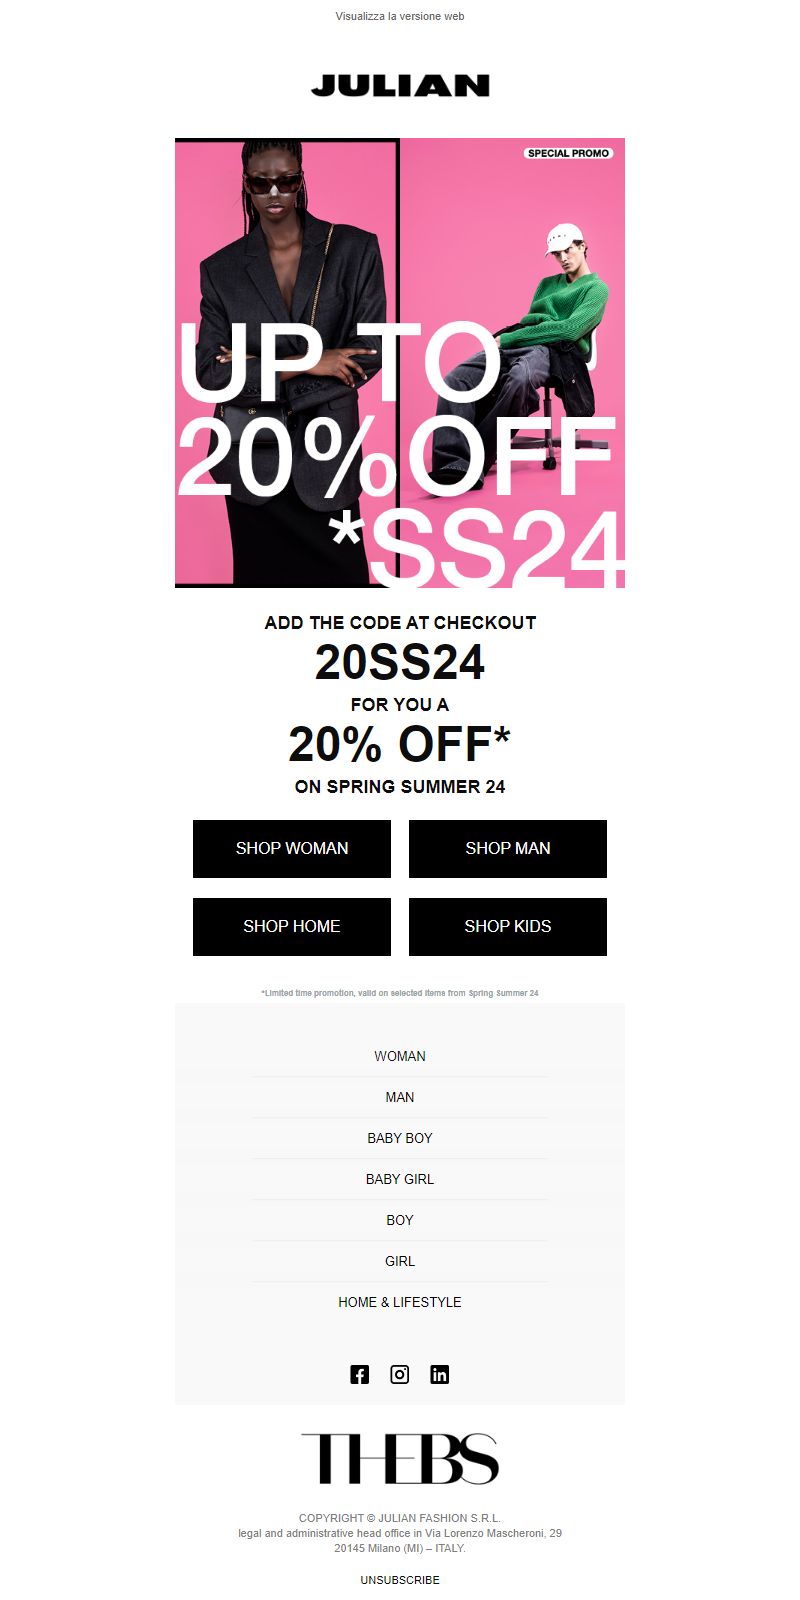 Visualizza la versione web
JULIAN
SPECIAL PROMO
UP TO
20% OFF
*SS24
ADD THE CODE AT CHECKOUT
20SS24
FOR YOU A
20% OFF*
ON SPRING SUMMER 24
SHOP WOMAN
SHOP MAN
SHOP HOME
SHOP KIDS
*Limited time promotion, valid on selected items from Spring Summer 24
WOMAN
MAN
BABY BOY
BABY GIRL
BOY
GIRL
HOME & LIFESTYLE
THEBS
COPYRIGHT © JULIAN FASHION S.R.L.
legal and administrative head office in Via Lorenzo Mascheroni, 29
20145 Milano (MI) – ITALY.
UNSUBSCRIBE